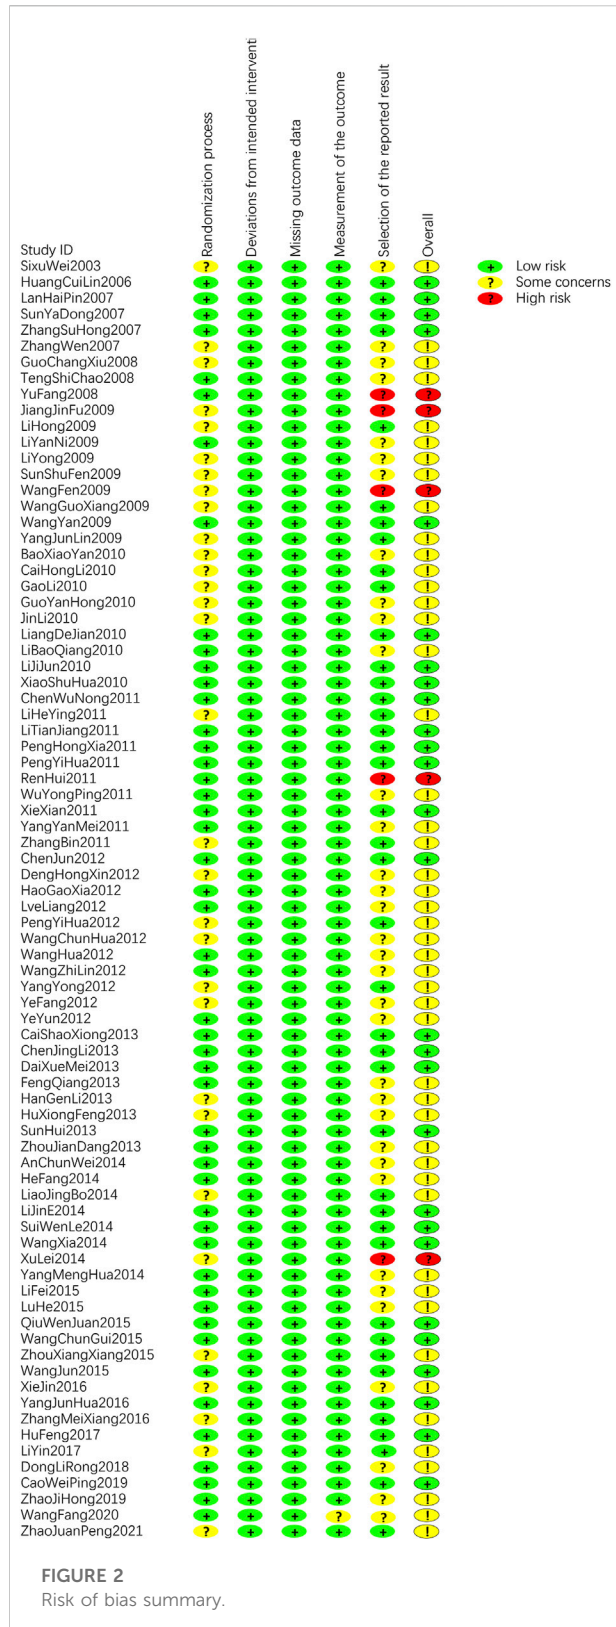 Randomization process
Deviations from intended interventi
Missing outcome data
Measurement of the outcome
Selection of the reported result
Overall
Study ID
SixuWei2003 ? + + + ? !
+ Low risk
? Some concerns
? High risk
HuangCuiLin2006 + + + + + +
LanHaiPin2007 + + + + + +
SunYaDong2007 + + + + + +
ZhangSuHong2007 + + + + + +
ZhangWen2007 ? + + + ? !
GuoChangXiu2008 ? + + + ? !
TengShiChao2008 + + + + ? !
YuFang2008 + + + + ? ?
JiangJinFu2009 ? + + + ? ?
LiHong2009 ? + + + + !
LiYanNi2009 + + + + ? !
LiYong2009 ? + + + ? !
SunShuFen2009 ? + + + ? !
WangFen2009 ? + + + ? ?
WangGuoXiang2009 ? + + + + !
WangYan2009 + + + + + +
YangJunLin2009 ? + + + + !
BaoXiaoYan2010 ? + + + ? !
CaiHongLi2010 ? + + + + !
GaoLi2010 ? + + + + !
GuoYanHong2010 ? + + + ? !
JinLi2010 ? + + + ? !
LiangDeJian2010 + + + + + +
LiBaoQiang2010 + + + + ? !
LiJiJun2010 + + + + + +
XiaoShuHua2010 + + + + + +
ChenWuNong2011 + + + + + +
LiHeYing2011 ? + + + + !
LiTianJiang2011 + + + + + +
PengHongXia2011 + + + + + +
PengYiHua2011 + + + + + +
RenHui2011 + + + + ? ?
WuYongPing2011 + + + + ? !
XieXian2011 + + + + + +
YangYanMei2011 + + + + ? !
ZhangBin2011 ? + + + + !
ChenJun2012 + + + + + +
DengHongXin2012 ? + + + ? !
HaoGaoXia2012 + + + + ? !
LveLiang2012 + + + + ? !
PengYiHua2012 ? + + + + !
WangChunHua2012 ? + + + ? !
WangHua2012 + + + + ? !
WangZhiLin2012 + + + + ? !
YangYong2012 ? + + + + !
YeFang2012 ? + + + ? !
YeYun2012 + + + + ? !
CaiShaoXiong2013 + + + + + +
ChenJingLi2013 + + + + + +
DaiXueMei2013 + + + + + +
FengQiang2013 + + + + ? !
HanGenLi2013 ? + + + ? !
HuXiongFeng2013 ? + + + ? !
SunHui2013 + + + + + +
ZhouJianDang2013 + + + + ? !
AnChunWei2014 + + + + ? !
HeFang2014 + + + + ? !
LiaoJingBo2014 ? + + + + !
LiJinE2014 + + + + + +
SuiWenLe2014 + + + + + +
WangXia2014 + + + + + +
XuLei2014 ? + + + ? ?
YangMengHua2014 + + + + ? !
LiFei2015 + + + + ? !
LuHe2015 + + + + ? !
QiuWenJuan2015 + + + + + +
WangChunGui2015 + + + + + +
ZhouXiangXiang2015 ? + + + + !
WangJun2015 + + + + + +
XieJin2016 ? + + + ? !
YangJunHua2016 + + + + + +
ZhangMeiXiang2016 ? + + + + !
HuFeng2017 + + + + + +
LiYin2017 ? + + + + !
DongLiRong2018 + + + + ? !
CaoWeiPing2019 + + + + + +
ZhaoJiHong2019 + + + + ? !
WangFang2020 + + + ? ? !
ZhaoJuanPeng2021 ? + + + + !
FIGURE 2
Risk of bias summary.